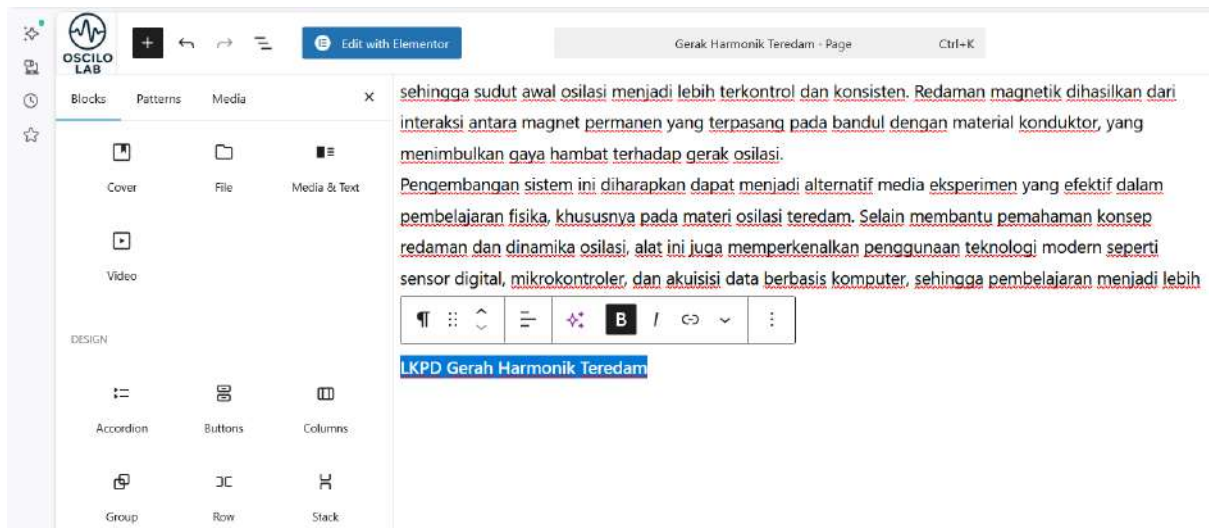 OSCILO
LAB
Edit with Elementor
Gerak Harmonik Teredam - Page
Ctrl+K
Blocks
Patterns
Media
Cover
File
Media & Text
Video
DESIGN
Accordion
Buttons
Columns
Group
Row
Stack
sehingga sudut awal osilasi menjadi lebih terkontrol dan konsisten. Redaman magnetik dihasilkan dari
interaksi antara magnet permanen yang terpasang pada bandul dengan material konduktor, yang
menimbulkan gaya hambat terhadap gerak osilasi.
Pengembangan sistem ini diharapkan dapat menjadi alternatif media eksperimen yang efektif dalam
pembelajaran fisika, khususnya pada materi osilasi teredam. Selain membantu pemahaman konsep
redaman dan dinamika osilasi, alat ini juga memperkenalkan penggunaan teknologi modern seperti
sensor digital, mikrokontroler, dan akuisisi data berbasis komputer, sehingga pembelajaran menjadi lebih
B I
LKPD Gerah Harmonik Teredam